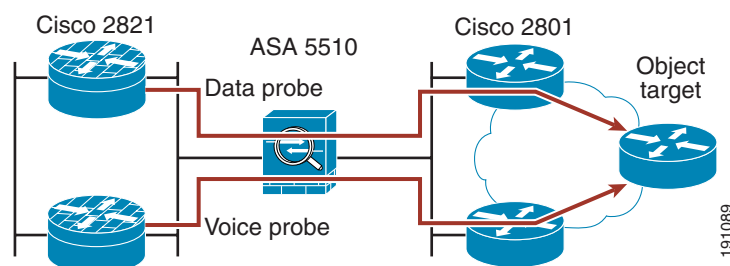 Cisco 2821
ASA 5510
Cisco 2801
Object
target
Data probe
Voice probe
191089